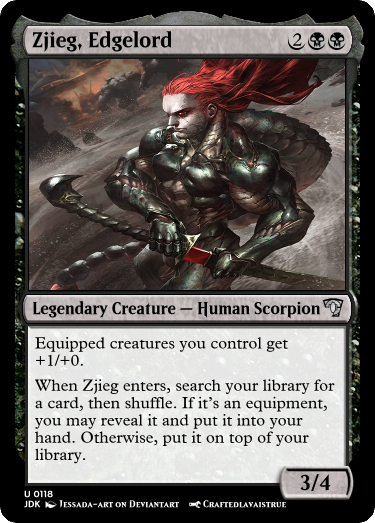 Zjieg, Edgelord 2
Legendary Creature — Human Scorpion
Equipped creatures you control get
+1/+0.
When Zjieg enters, search your library for
a card, then shuffle. If it's an equipment,
you may reveal it and put it into your
hand. Otherwise, put it on top of your
library.
3/4
U 0118
JDK Jessada-art on Deviantart Craftedlavaistrue